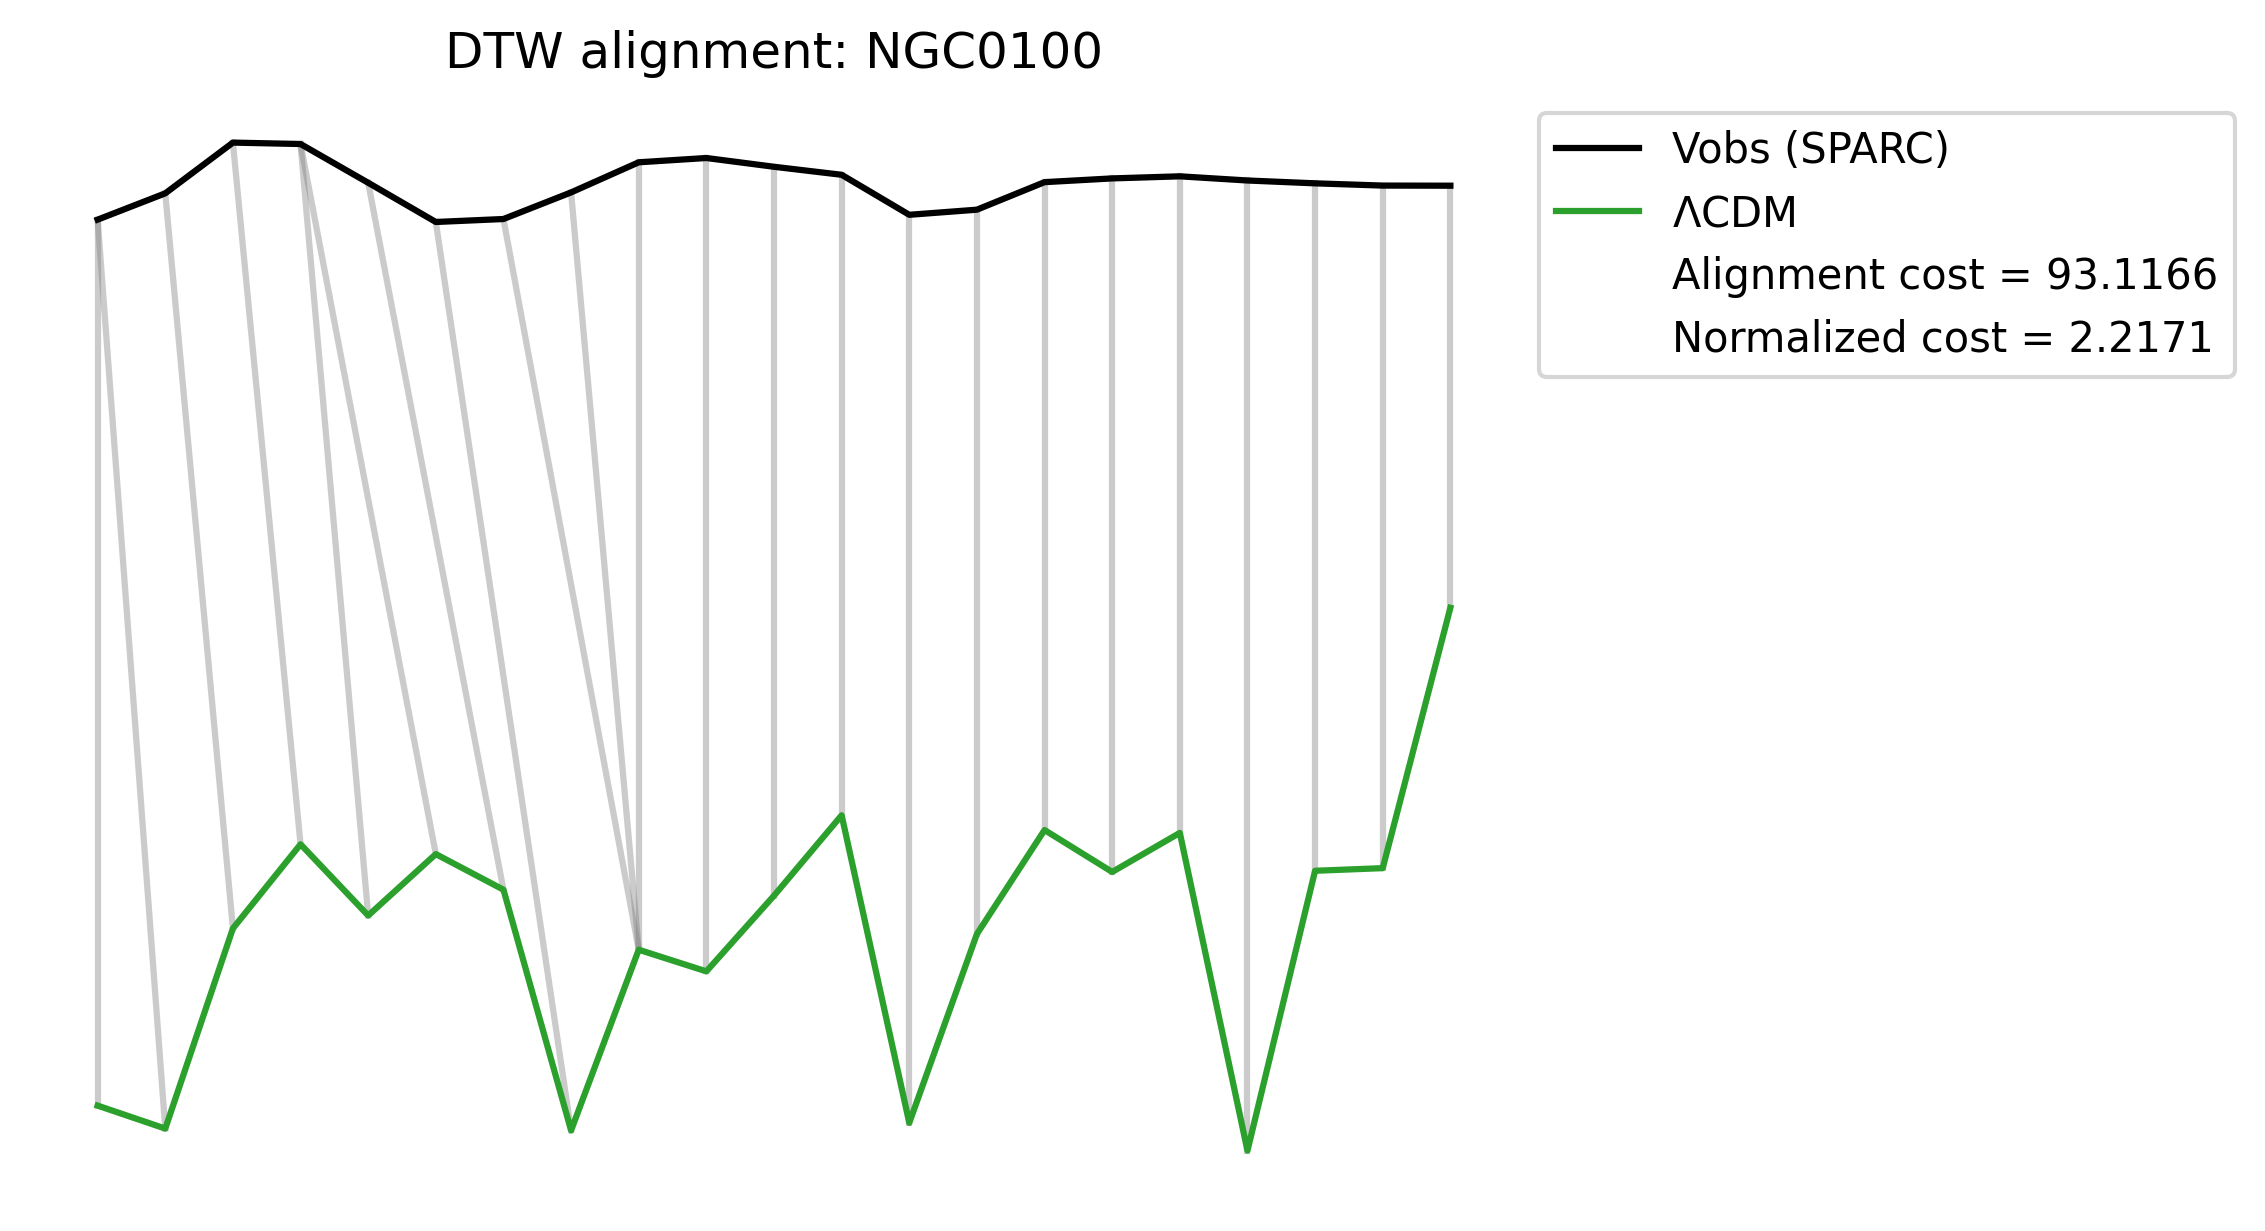 DTW alignment: NGC0100
Vobs (SPARC)
ΛCDM
Alignment cost = 93.1166
Normalized cost = 2.2171